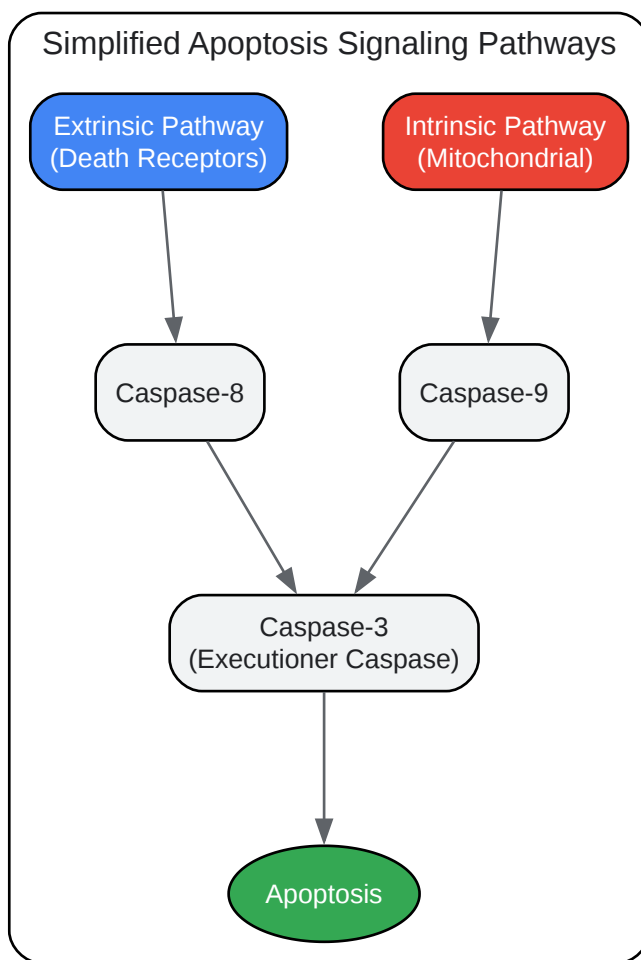 Simplified Apoptosis Signaling Pathways
Extrinsic Pathway
(Death Receptors)
Intrinsic Pathway
(Mitochondrial)
Caspase-8
Caspase-9
Caspase-3
(Executioner Caspase)
Apoptosis